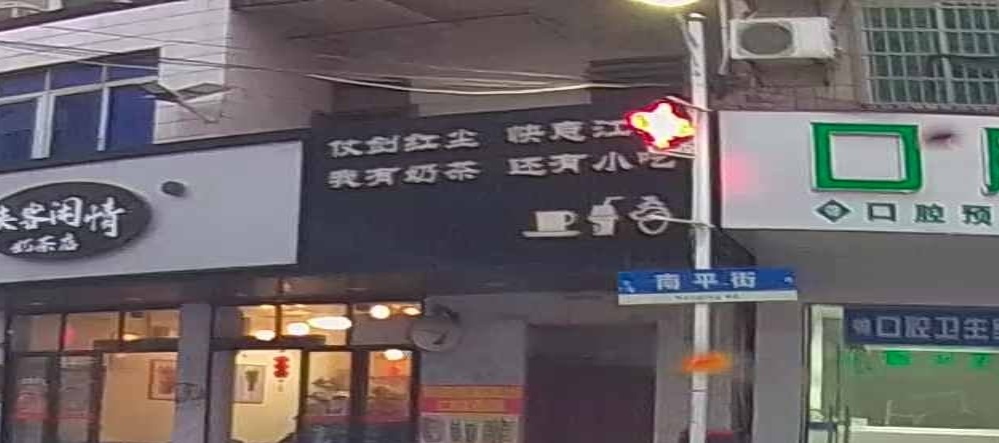 侠客闲情
奶茶店
仗剑红尘 快意江
我有奶茶 还有小吃
南平街
口
口腔预
口腔卫生